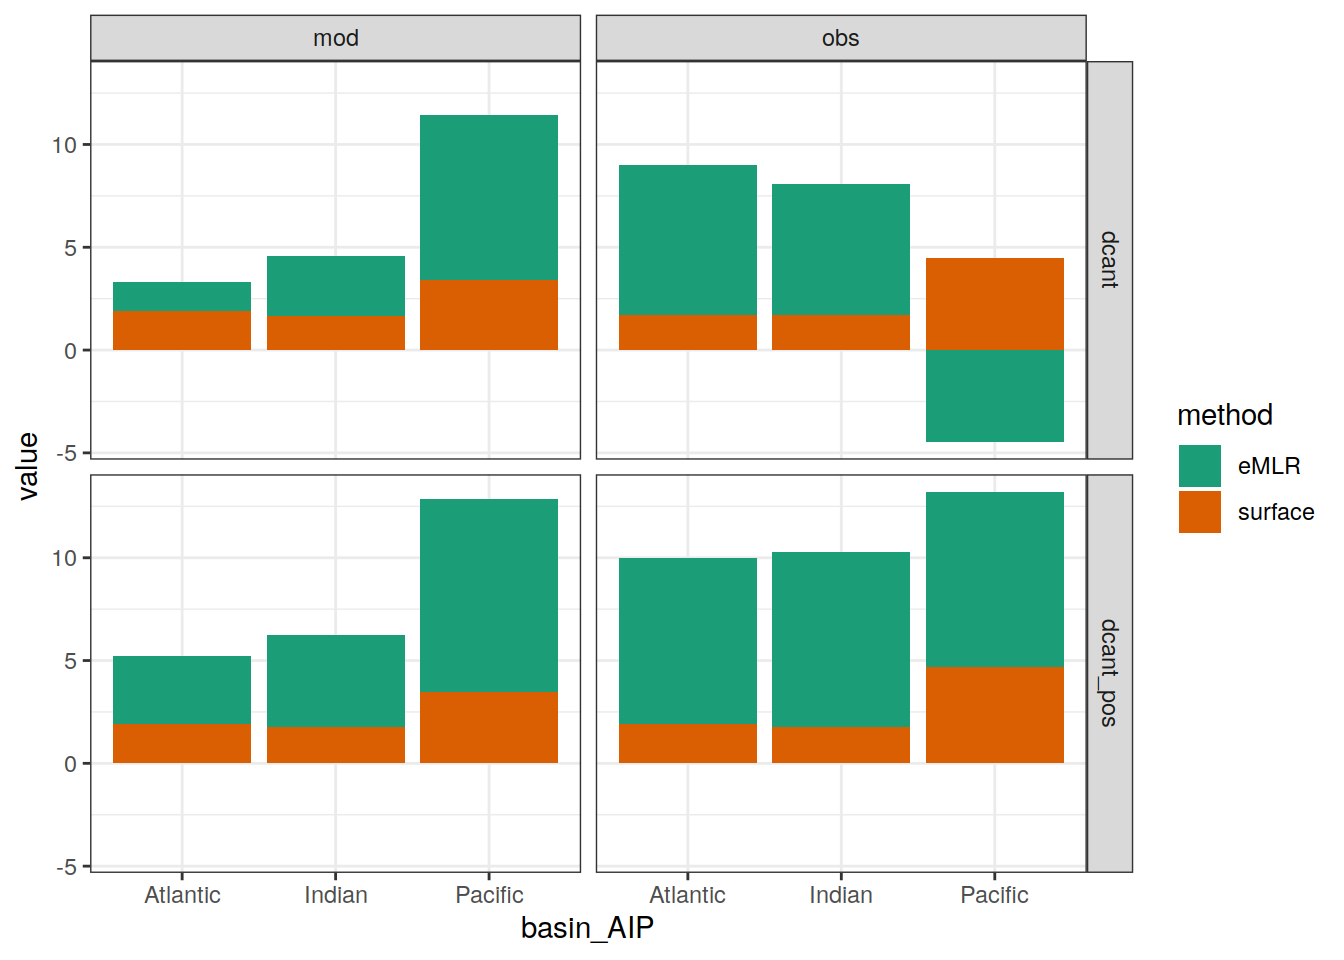 mod
obs
10
5
0
-5
dcant
10
5
0
-5
dcant_pos
value
Atlantic
Indian
Pacific
Atlantic
Indian
Pacific
basin_AIP
method
eMLR
surface